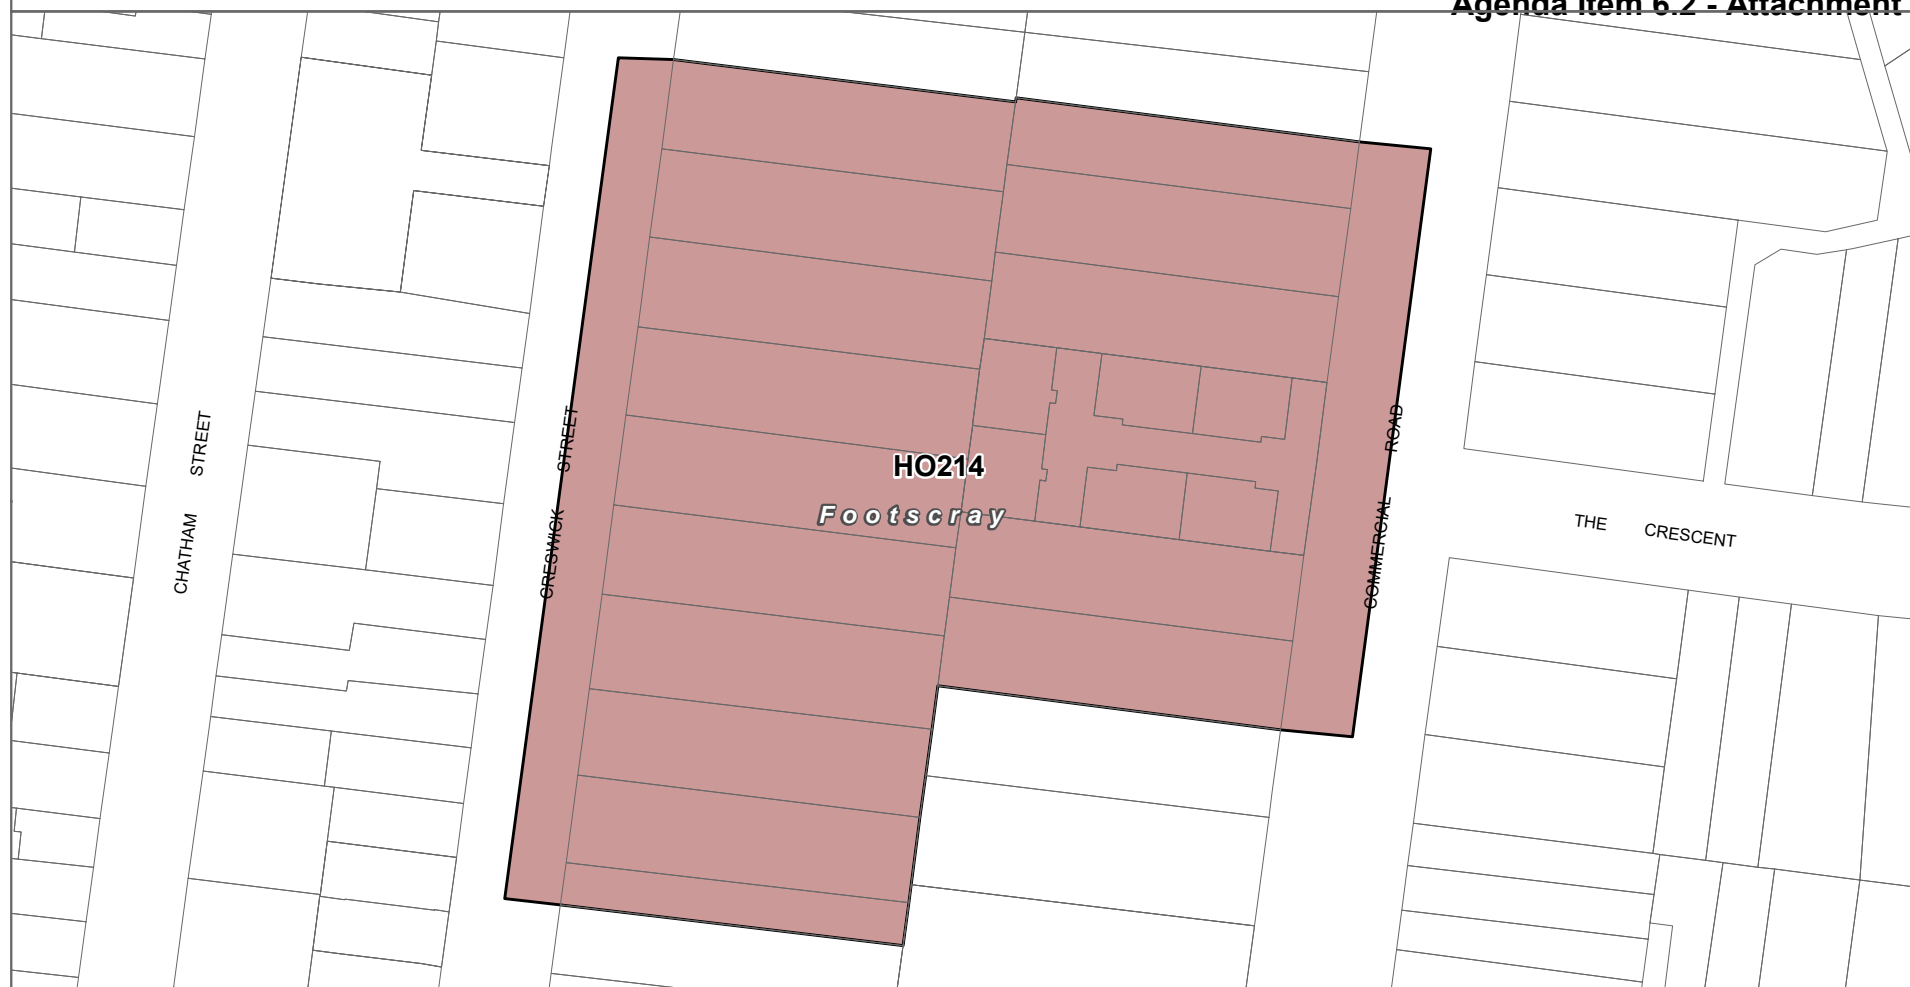 Agenda Item 6.2 - Attachment
CHATHAM STREET
CRESWICK STREET
HO214
Footscray
COMMERCIAL ROAD
THE CRESCENT